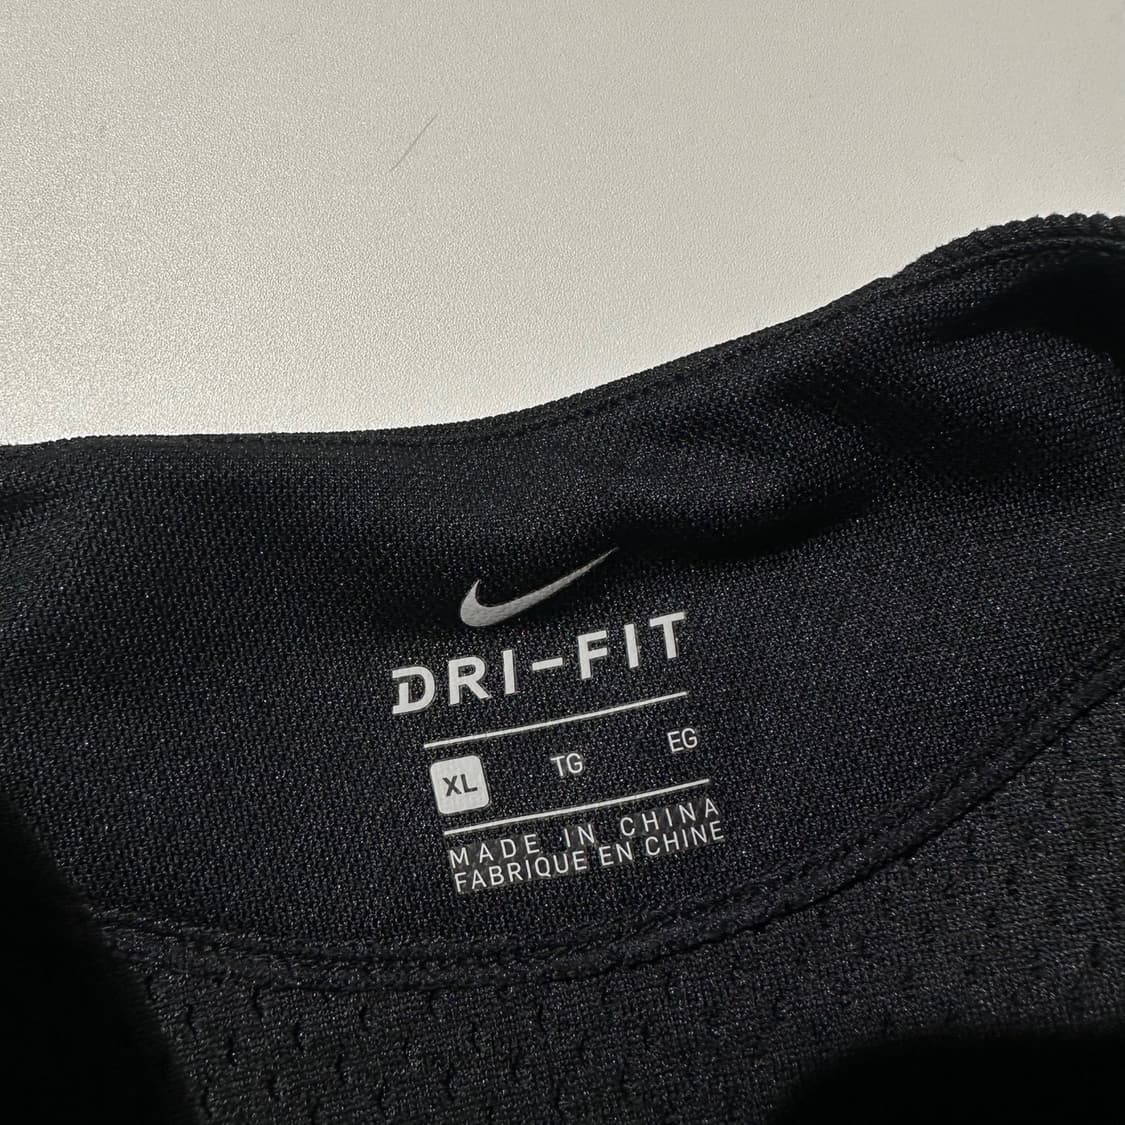 DRI-FIT
XL TG EG
MADE IN CHINA
FABRIQUE EN CHINE